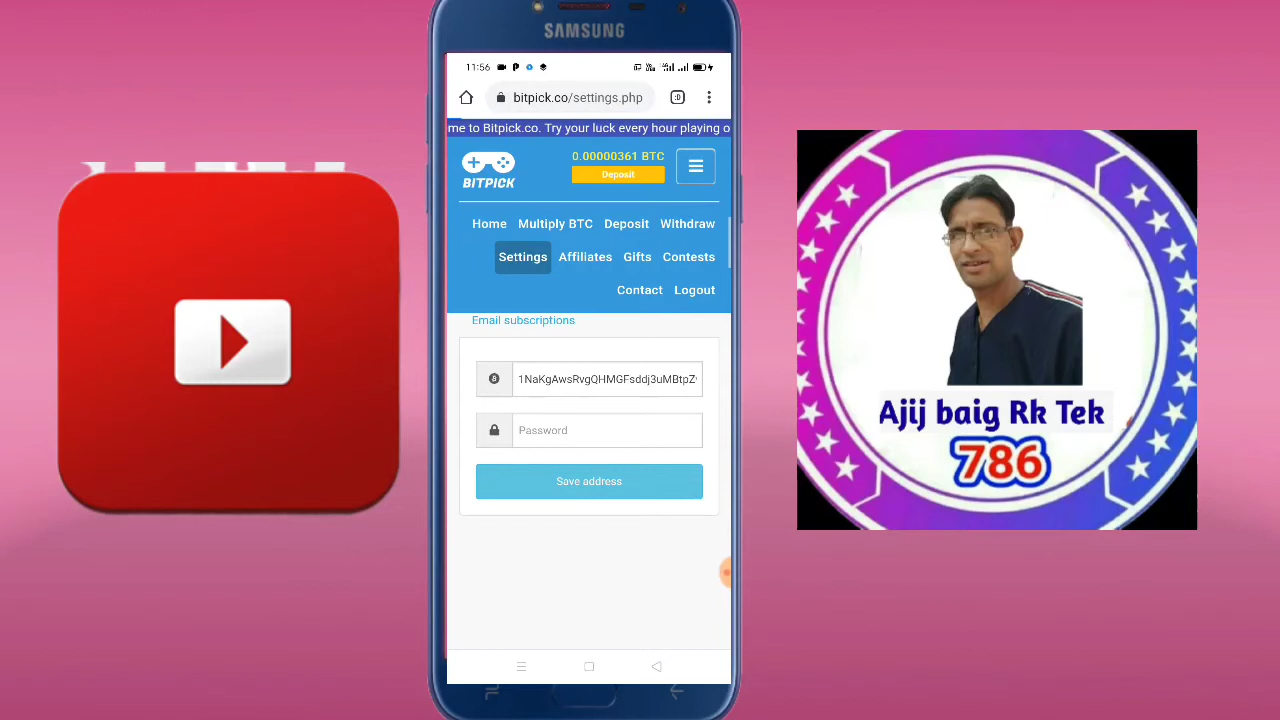 SAMSUNG
11:56
bitpick.co/settings.php
:D
me to Bitpick.co. Try your luck every hour playing o
0.00000361 BTC
BITPICK
Deposit
Home Multiply BTC Deposit Withdraw
Settings Affiliates Gifts Contests
Contact Logout
Email subscriptions
1NaKgAwsRvgQHMGFsddj3uMBtpZ
Password
Save address
Ajij baig Rk Tek
786